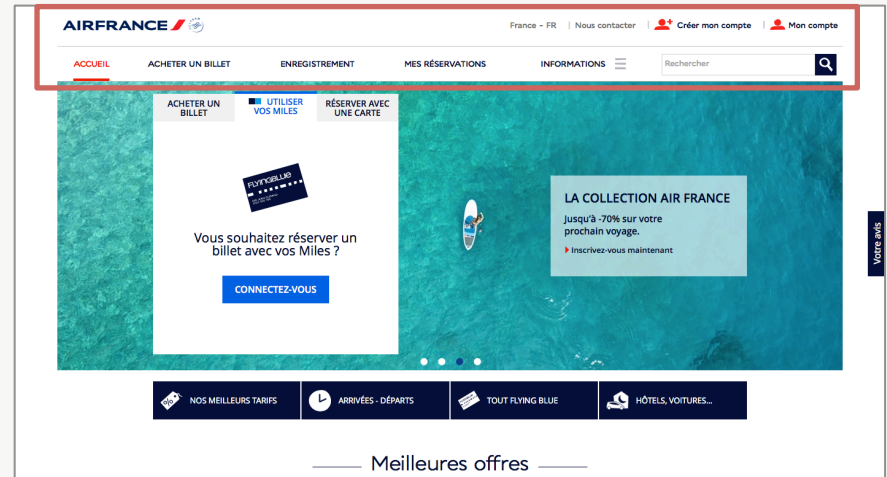 AIRFRANCE
France - FR | Nous contacter | Créer mon compte | Mon compte
ACCUEIL ACHETER UN BILLET ENREGISTREMENT MES RÉSERVATIONS INFORMATIONS Rechercher
ACHETER UN
BILLET
UTILISER
VOS MILES
RÉSERVER AVEC
UNE CARTE
FLYINGBLUE
Vous souhaitez réserver un
billet avec vos Miles ?
CONNECTEZ-VOUS
LA COLLECTION AIR FRANCE
Jusqu'à -70% sur votre
prochain voyage.
Inscrivez-vous maintenant
Votre avis
NOS MEILLEURS TARIFS ARRIVÉES - DÉPARTS TOUT FLYING BLUE HÔTELS, VOITURES...
Meilleures offres